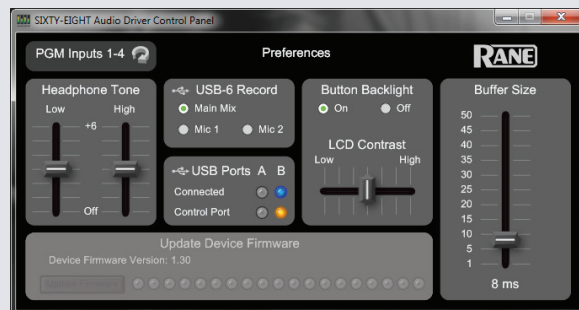 SIXTY-EIGHT Audio Driver Control Panel
PGM Inputs 1-4
Preferences
RANE
Headphone Tone
Low High
+6
Off
USB-6 Record
Main Mix
Mic 1 Mic 2
USB Ports A B
Connected
Control Port
Button Backlight
On Off
LCD Contrast
Low High
Buffer Size
50
45
40
35
30
25
20
15
10
5
1
8 ms
Update Device Firmware
Device Firmware Version: 1.30
Update Firmware